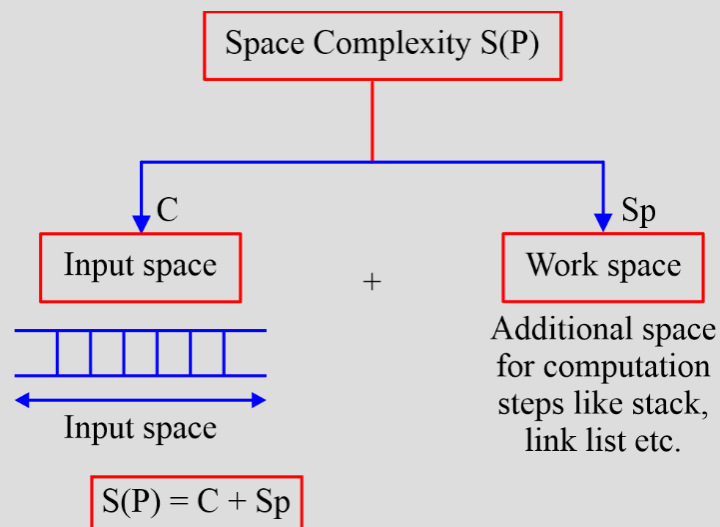 Space Complexity S(P)
C
Sp
Input space
+
Work space
Input space
Additional space
for computation
steps like stack,
link list etc.
S(P) = C + Sp